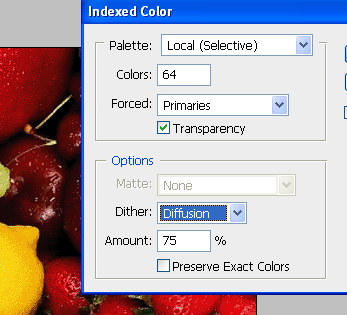 Indexed Color
Palette: Local (Selective)
Colors: 64
Forced: Primaries
Transparency
Options
Matte: None
Dither: Diffusion
Amount: 75 %
Preserve Exact Colors